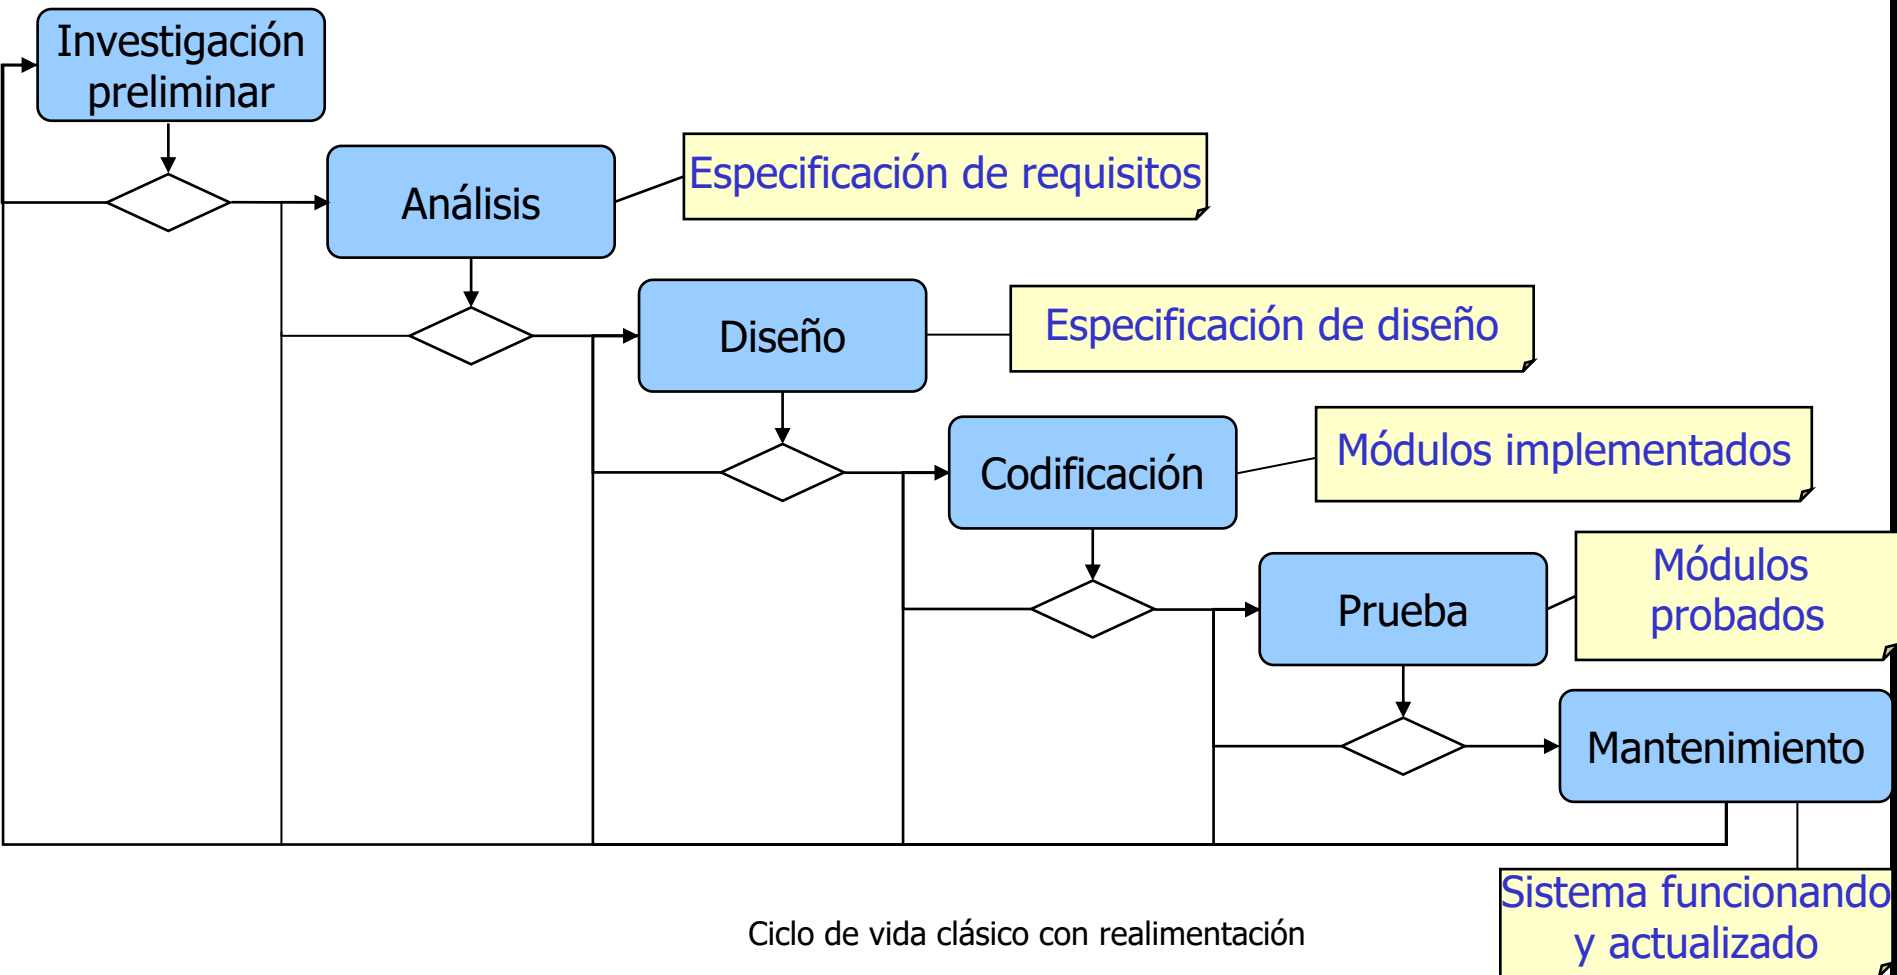 Investigación
preliminar
Análisis
Especificación de requisitos
Diseño
Especificación de diseño
Codificación
Módulos implementados
Prueba
Módulos
probados
Mantenimiento
Sistema funcionando
y actualizado
Ciclo de vida clásico con realimentación